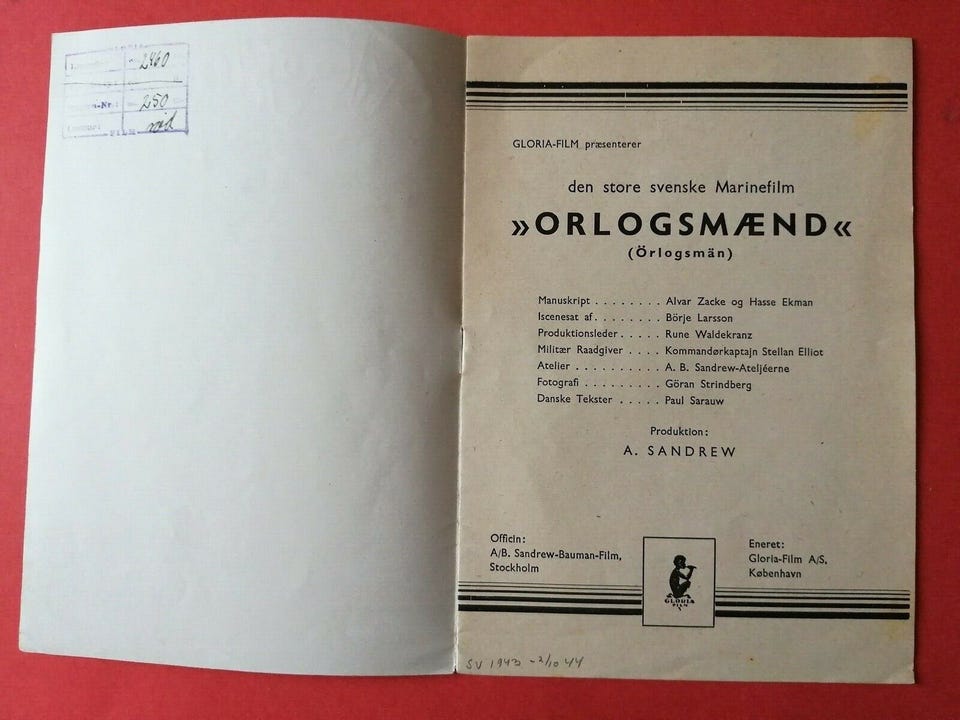 2460
-Nr.
250
FILM
GLORIA-FILM præsenterer
den store svenske Marinefilm
»ORLOGSMÆND«
(Örlogsmän)
Manuskript . . . . . . . . Alvar Zacke og Hasse Ekman
Iscenesat af . . . . . . . . Börje Larsson
Produktionsleder . . . . . Rune Waldekranz
Militær Raadgiver . . . . Kommandørkaptajn Stellan Elliot
Atelier . . . . . . . . . . A. B. Sandrew-Ateljéerne
Fotografi . . . . . . . . . Göran Strindberg
Danske Tekster . . . . . Paul Sarauw
Produktion:
A. SANDREW
Officin:
A/B. Sandrew-Bauman-Film,
Stockholm
GLORIA
FILM
Eneret:
Gloria-Film A/S.
København
SV 1943 - 2/10 44